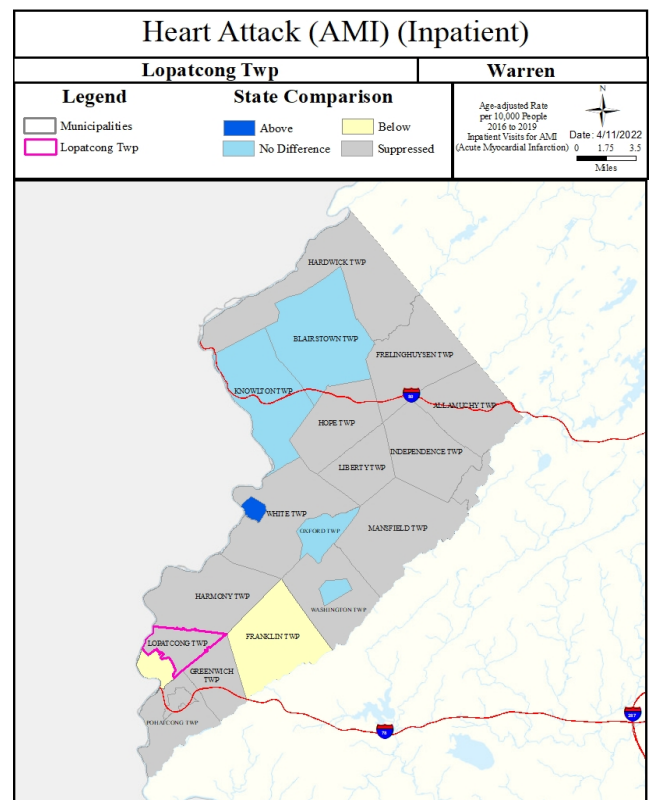 Heart Attack (AMI) (Inpatient)
Lopatcong Twp
Warren
Legend
Municipalities
Lopatcong Twp
State Comparison
Above
Below
No Difference
Suppressed
Age-adjusted Rate
per 10,000 People
2016 to 2019
Inpatient Visits for AMI
(Acute Myocardial Infarction)
N
Date: 4/11/2022
0 1.75 3.5
Miles
HARDWICK TWP
BLAIRSTOWN TWP
FRELINGHUYSEN TWP
KNOWLTON TWP
80
ALLAMUCHY TWP
HOPE TWP
INDEPENDENCE TWP
LIBERTY TWP
WHITE TWP
MANSFIELD TWP
OXFORD TWP
HARMONY TWP
WASHINGTON TWP
FRANKLIN TWP
LOPATCONG TWP
GREENWICH
TWP
POHATCONG TWP
287
78